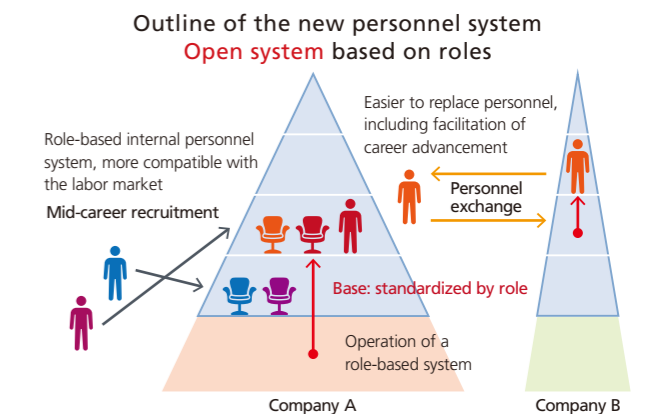 Outline of the new personnel system
Open system based on roles
Easier to replace personnel,
including facilitation of
career advancement
Role-based internal personnel
system, more compatible with
the labor market
Mid-career recruitment
Personnel
exchange
Base: standardized by role
Operation of a
role-based system
Company A
Company B